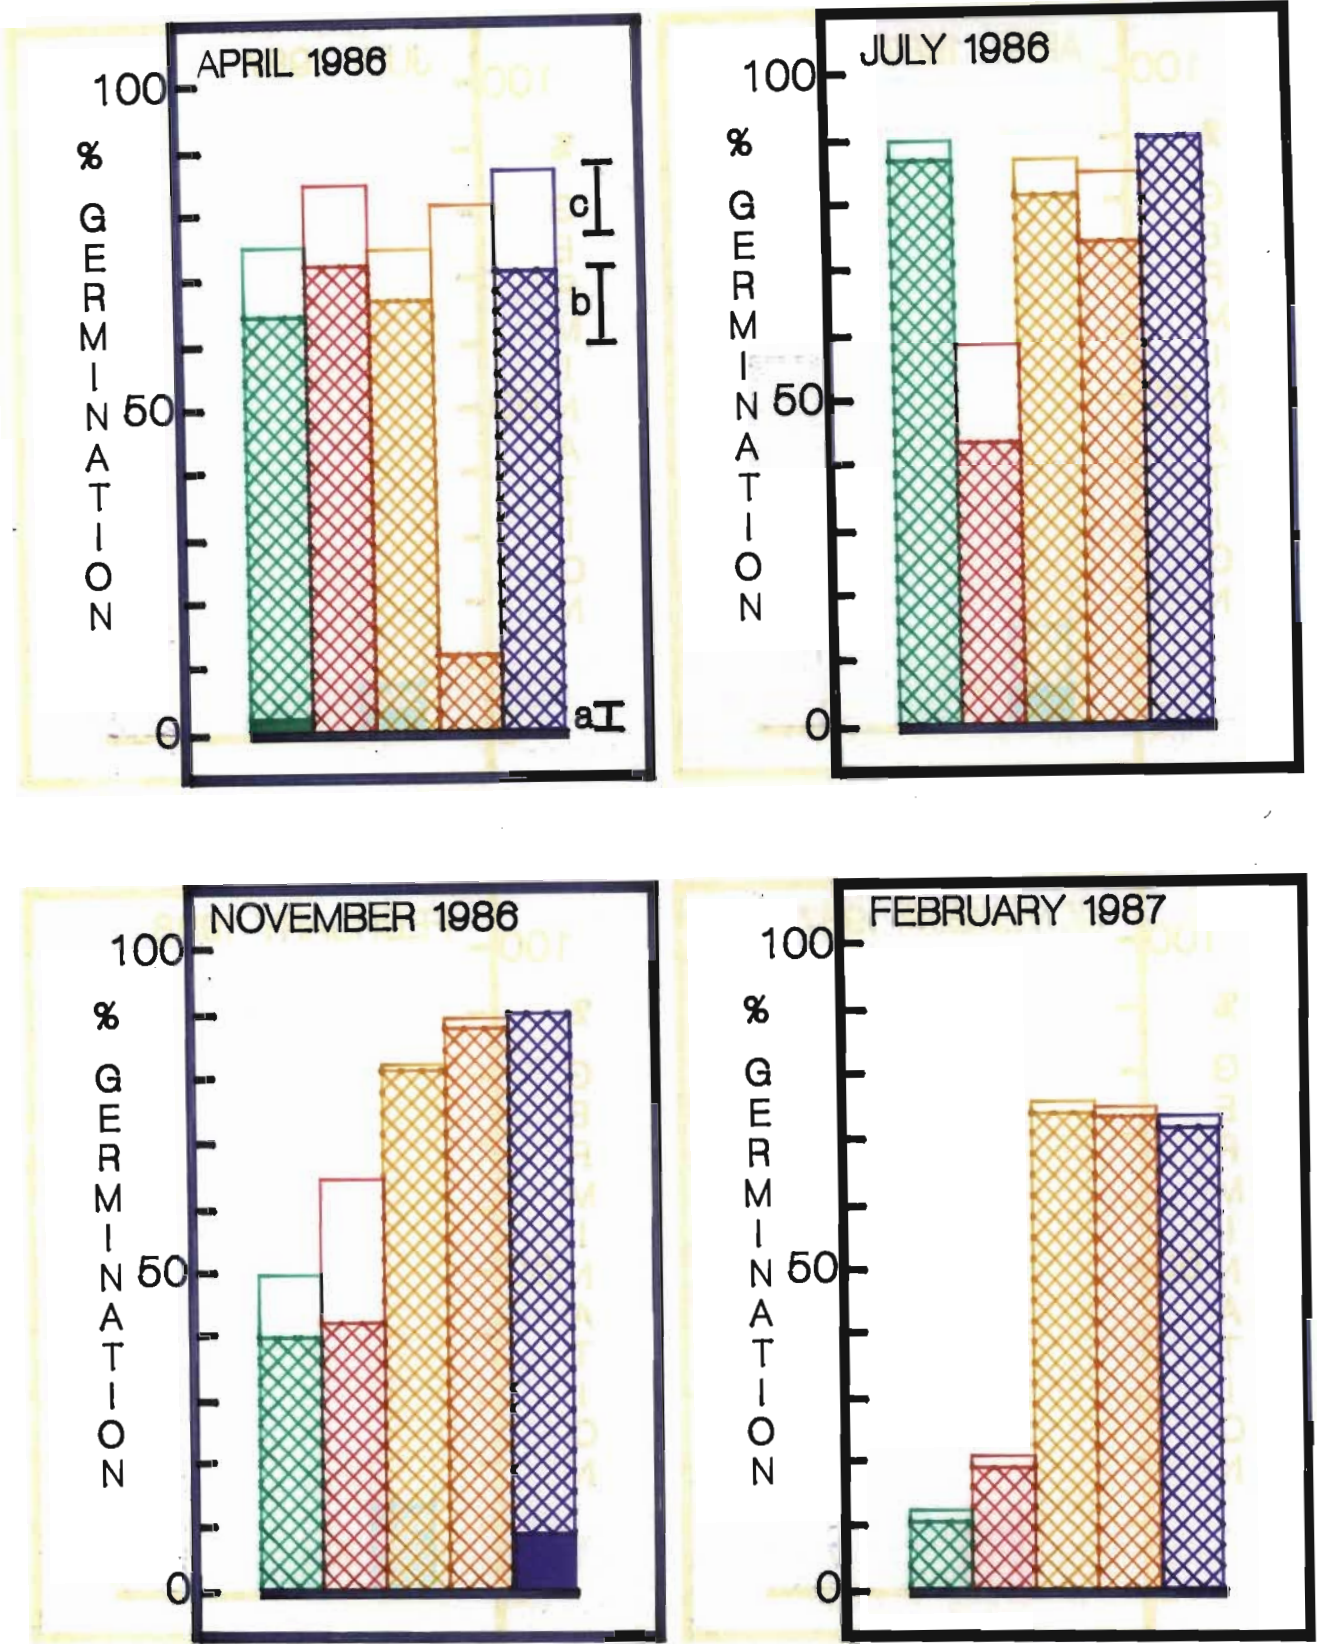 APRIL 1986
100
% GERMINATION
50
0
c
b
a
JULY 1986
100
% GERMINATION
50
0
NOVEMBER 1986
100
% GERMINATION
50
0
FEBRUARY 1987
100
% GERMINATION
50
0